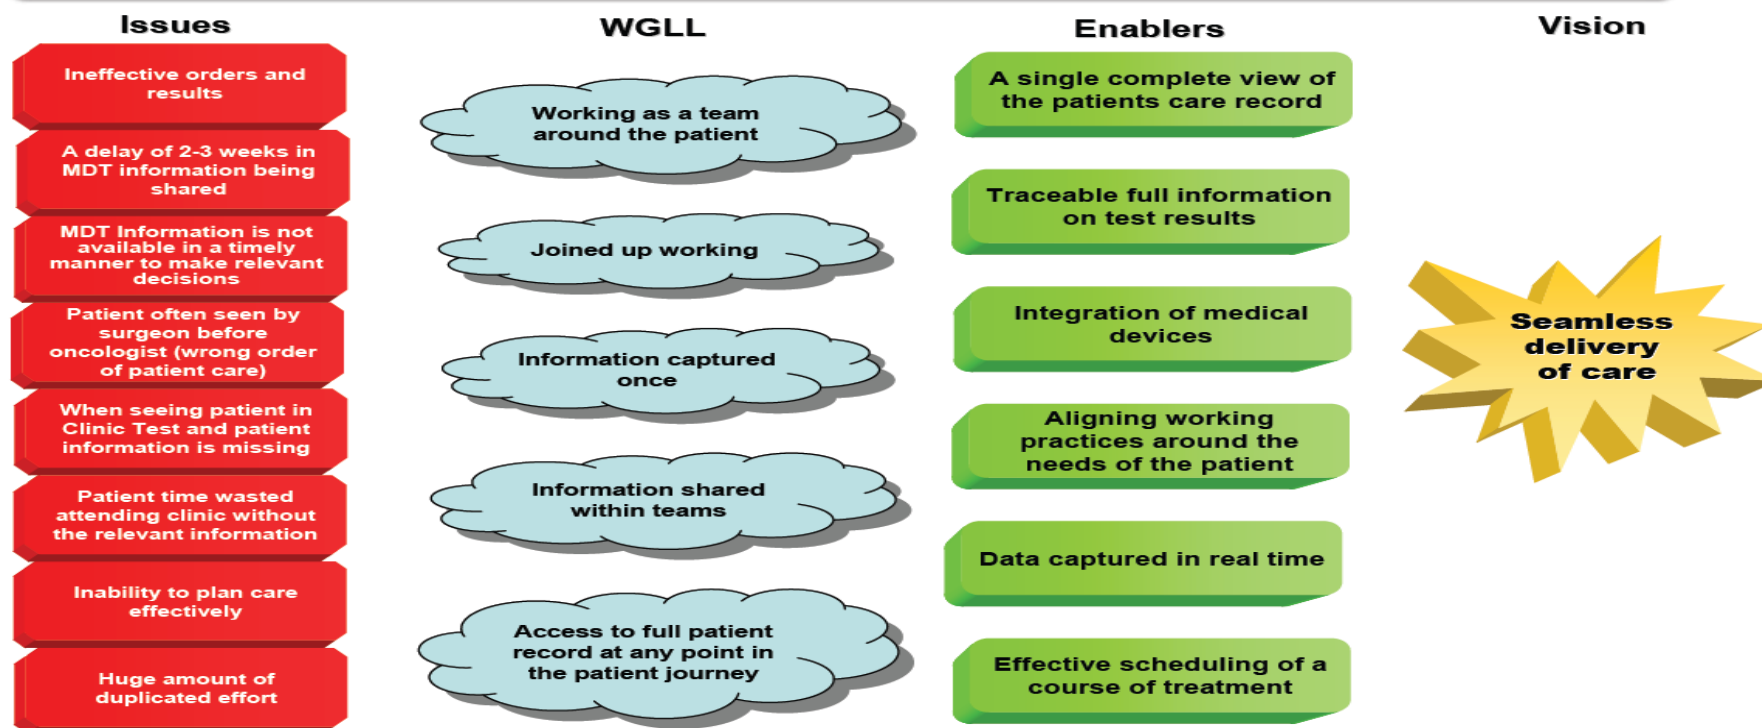 Issues
Ineffective orders and
results
A delay of 2-3 weeks in
MDT information being
shared
MDT Information is not
available in a timely
manner to make relevant
decisions
Patient often seen by
surgeon before
oncologist (wrong order
of patient care)
When seeing patient in
Clinic Test and patient
information is missing
Patient time wasted
attending clinic without
the relevant information
Inability to plan care
effectively
Huge amount of
duplicated effort
WGLL
Working as a team
around the patient
Joined up working
Information captured
once
Information shared
within teams
Access to full patient
record at any point in
the patient journey
Enablers
A single complete view of
the patients care record
Traceable full information
on test results
Integration of medical
devices
Aligning working
practices around the
needs of the patient
Data captured in real time
Effective scheduling of a
course of treatment
Vision
Seamless
delivery
of care